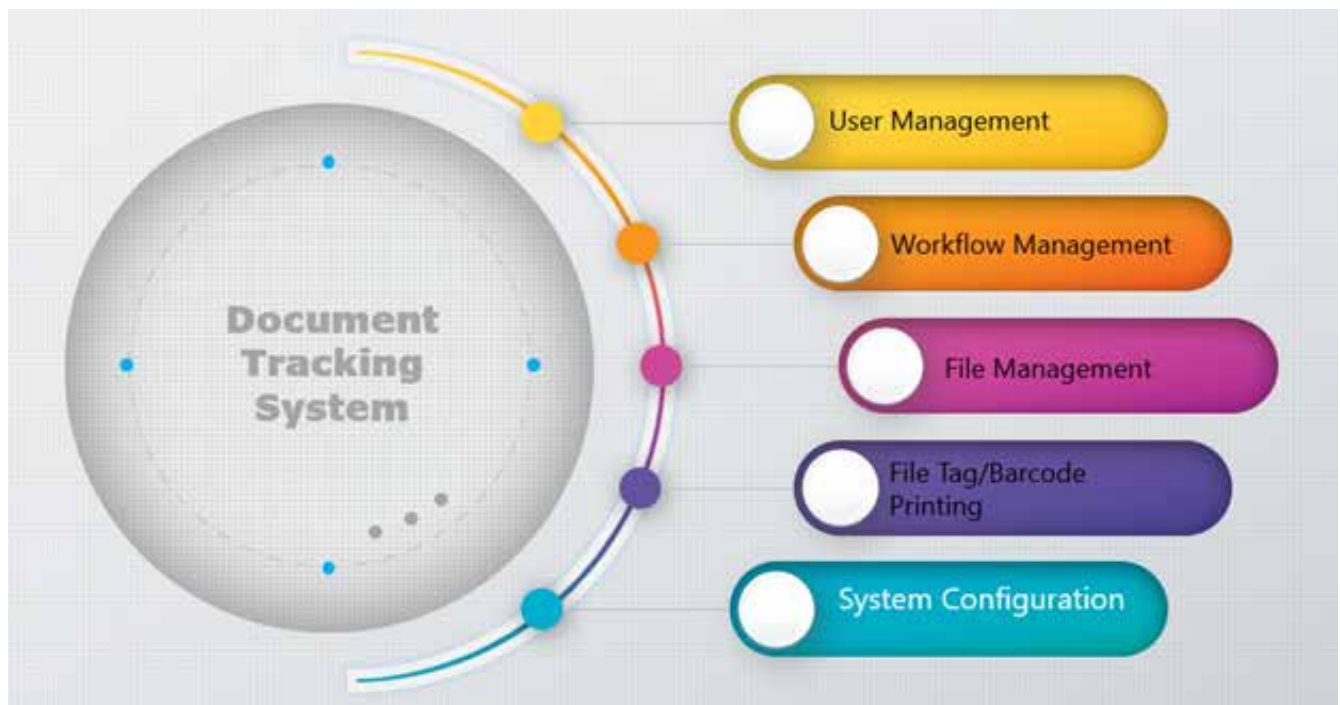 Document
Tracking
System
User Management
Workflow Management
File Management
File Tag/Barcode
Printing
System Configuration